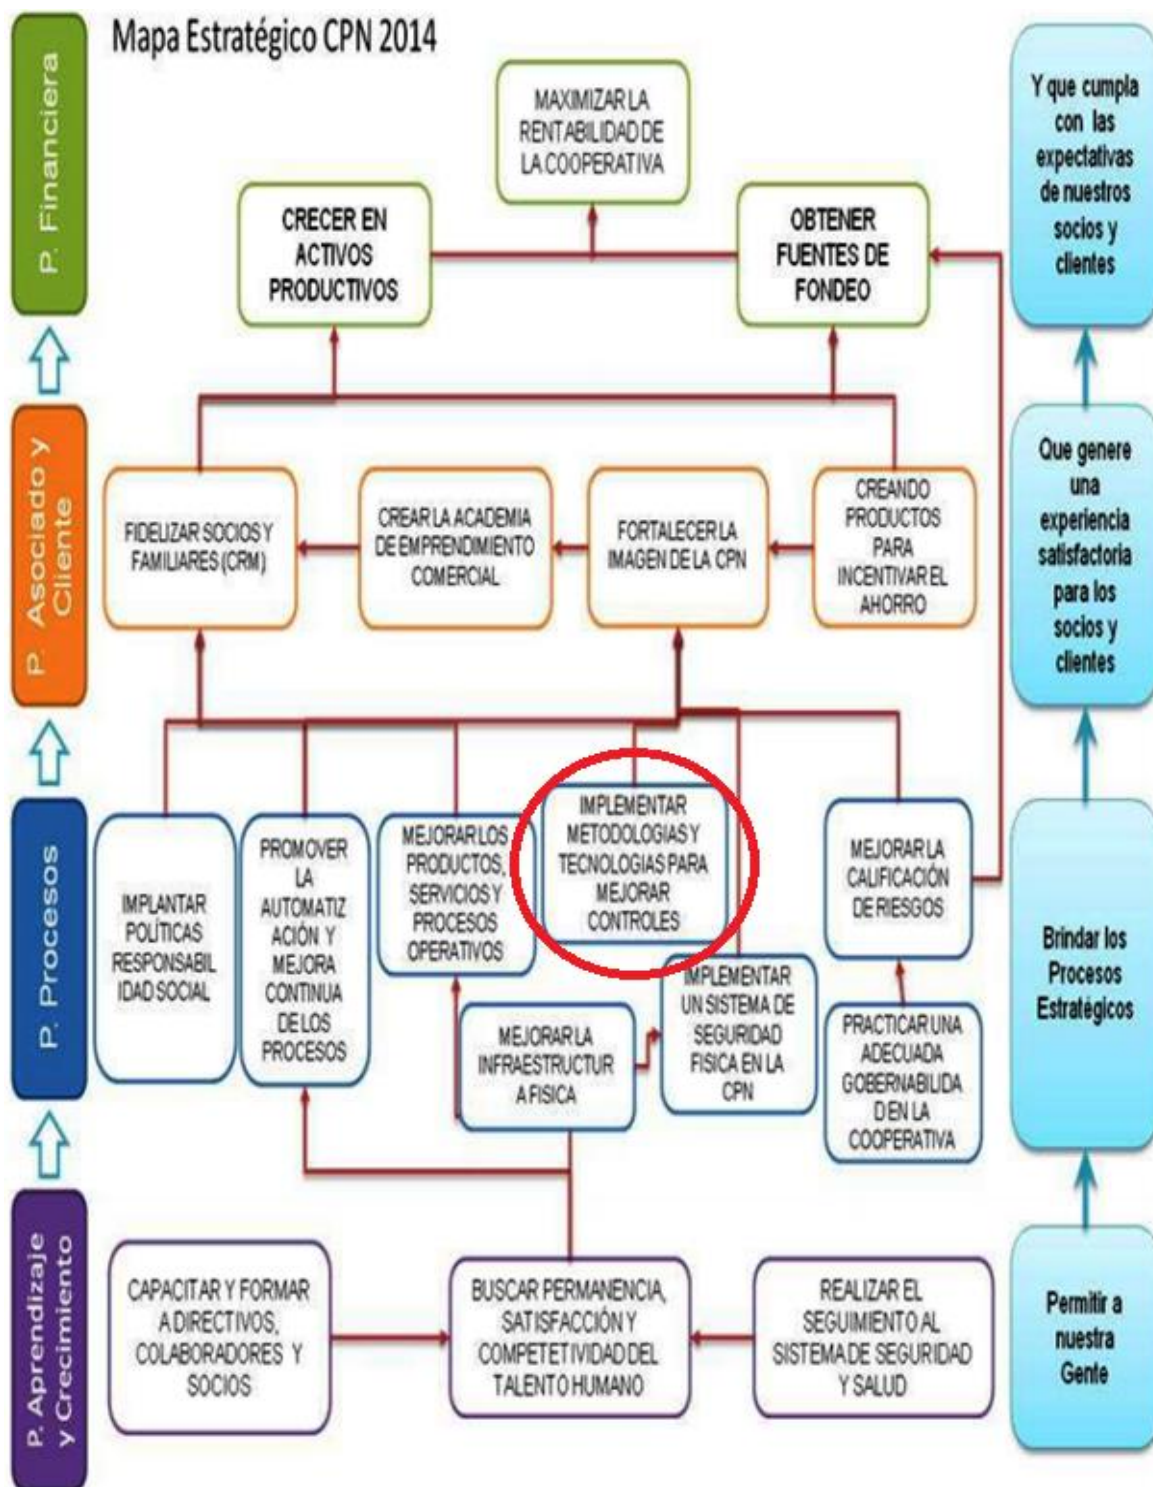 Mapa Estratégico CPN 2014
P. Financiera
MAXIMIZAR LA
RENTABILIDAD DE
LA COOPERATIVA
CRECER EN
ACTIVOS
PRODUCTIVOS
OBTENER
FUENTES DE
FONDEO
Y que cumpla
con las
expectativas
de nuestros
socios y
clientes
P. Asociado y
Cliente
FIDELIZAR SOCIOS Y
FAMILIARES (CRM)
CREAR LA ACADEMIA
DE EMPRENDIMIENTO
COMERCIAL
FORTALECER LA
IMAGEN DE LA CPN
CREANDO
PRODUCTOS
PARA
INCENTIVAR EL
AHORRO
Que genere
una
experiencia
satisfactoria
para los
socios y
clientes
P. Procesos
IMPLANTAR
POLÍTICAS
RESPONSABIL
IDAD SOCIAL
PROMOVER
LA
AUTOMATIZ
ACIÓN Y
MEJORA
CONTINUA
DE LOS
PROCESOS
MEJORAR LOS
PRODUCTOS,
SERVICIOS Y
PROCESOS
OPERATIVOS
IMPLEMENTAR
METODOLOGIAS Y
TECNOLOGIAS PARA
MEJORAR
CONTROLES
MEJORAR LA
CALIFICACIÓN
DE RIESGOS
MEJORAR LA
INFRAESTRUCTUR
A FISICA
IMPLEMENTAR
UN SISTEMA DE
SEGURIDAD
FISICA EN LA
CPN
PRACTICAR UNA
ADECUADA
GOBERNABILIDA
D EN LA
COOPERATIVA
Brindar los
Procesos
Estratégicos
P. Aprendizaje
y Crecimiento
CAPACITAR Y FORMAR
A DIRECTIVOS,
COLABORADORES Y
SOCIOS
BUSCAR PERMANENCIA,
SATISFACCIÓN Y
COMPETETIVIDAD DEL
TALENTO HUMANO
REALIZAR EL
SEGUIMIENTO AL
SISTEMA DE SEGURIDAD
Y SALUD
Permitir a
nuestra
Gente